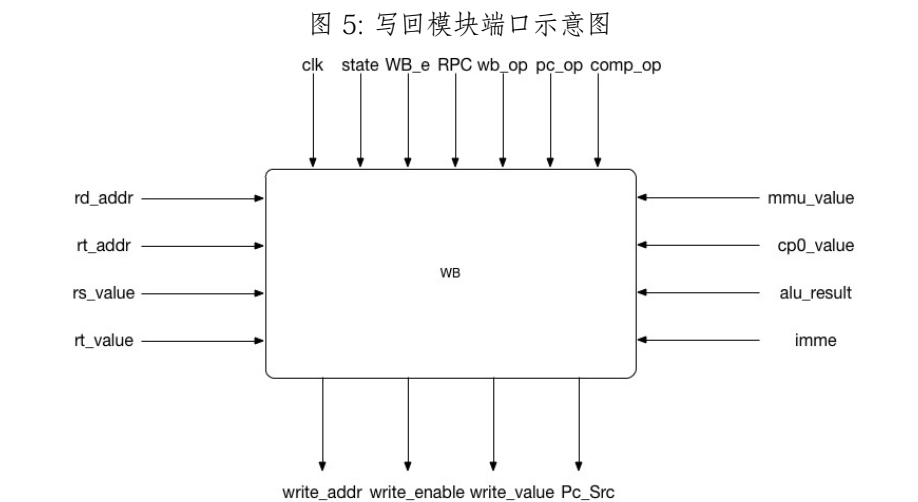 图 5: 写回模块端口示意图
clk state WB_e RPC wb_op pc_op comp_op
rd_addr mmu_value
rt_addr cp0_value
WB
rs_value alu_result
rt_value imme
write_addr write_enable write_value Pc_Src